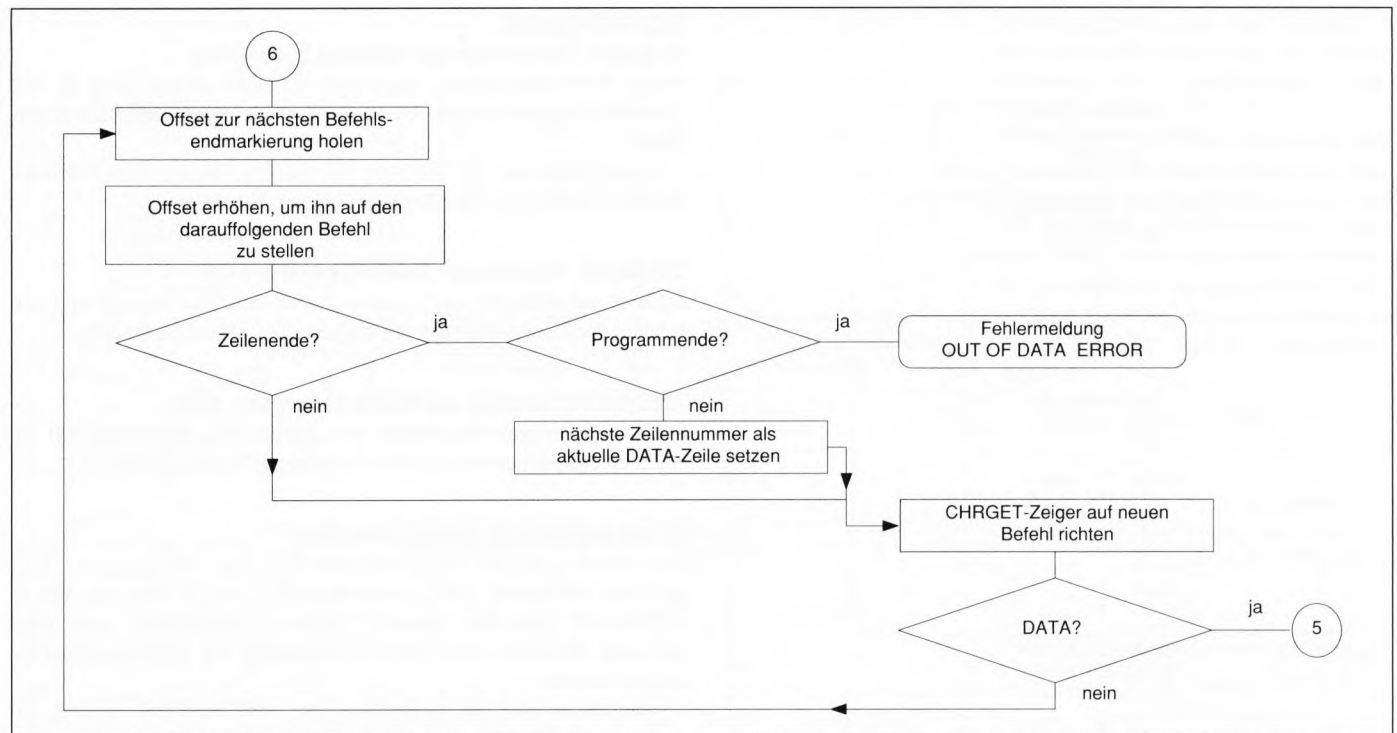 6
Offset zur nächsten Befehls-
endmarkierung holen
Offset erhöhen, um ihn auf den
darauffolgenden Befehl
zu stellen
Zeilenende?
ja
Programmende?
ja
Fehlermeldung
OUT OF DATA ERROR
nein
nein
nächste Zeilennummer als
aktuelle DATA-Zeile setzen
CHRGET-Zeiger auf neuen
Befehl richten
DATA?
ja
5
nein